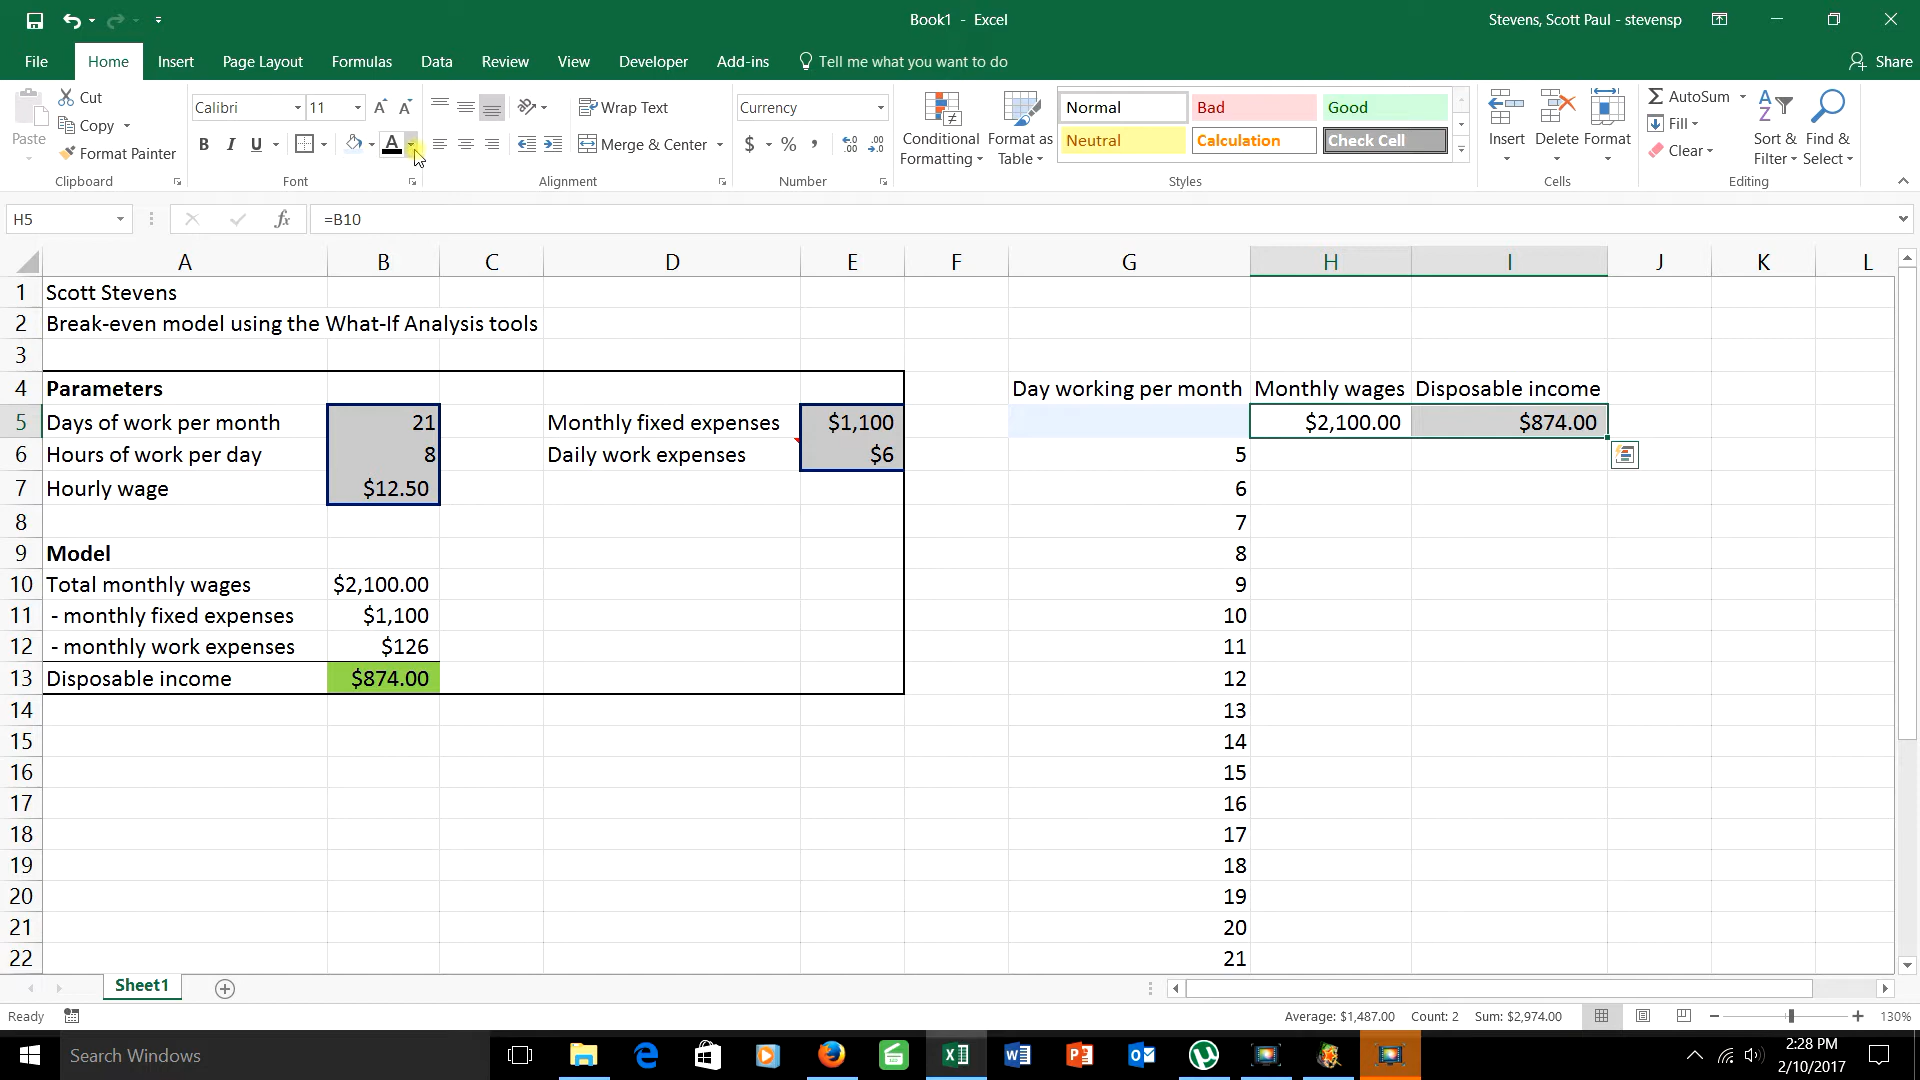 Book1 - Excel
Stevens, Scott Paul - stevensp
File Home Insert Page Layout Formulas Data Review View Developer Add-ins Tell me what you want to do Share
Paste
Cut
Copy
Format Painter
Clipboard
Calibri 11
B I U A
Font
Wrap Text
Merge & Center
Alignment
Currency
$ % ,
Number
Conditional Formatting
Format as Table
Normal Bad Good
Neutral Calculation Check Cell
Styles
Insert Delete Format
Cells
AutoSum
Fill
Clear
Sort & Filter
Find & Select
Editing
H5 fx =B10
A B C D E F G H I J K L
1 Scott Stevens
2 Break-even model using the What-If Analysis tools
3
4 Parameters Day working per month Monthly wages Disposable income
5 Days of work per month 21 Monthly fixed expenses $1,100 $2,100.00 $874.00
6 Hours of work per day 8 Daily work expenses $6 5
7 Hourly wage $12.50 6
8 7
9 Model 8
10 Total monthly wages $2,100.00 9
11 - monthly fixed expenses $1,100 10
12 - monthly work expenses $126 11
13 Disposable income $874.00 12
14 13
15 14
16 15
17 16
18 17
19 18
20 19
21 20
22 21
Sheet1
Ready
Average: $1,487.00 Count: 2 Sum: $2,974.00 130%
Search Windows
2:28 PM
2/10/2017